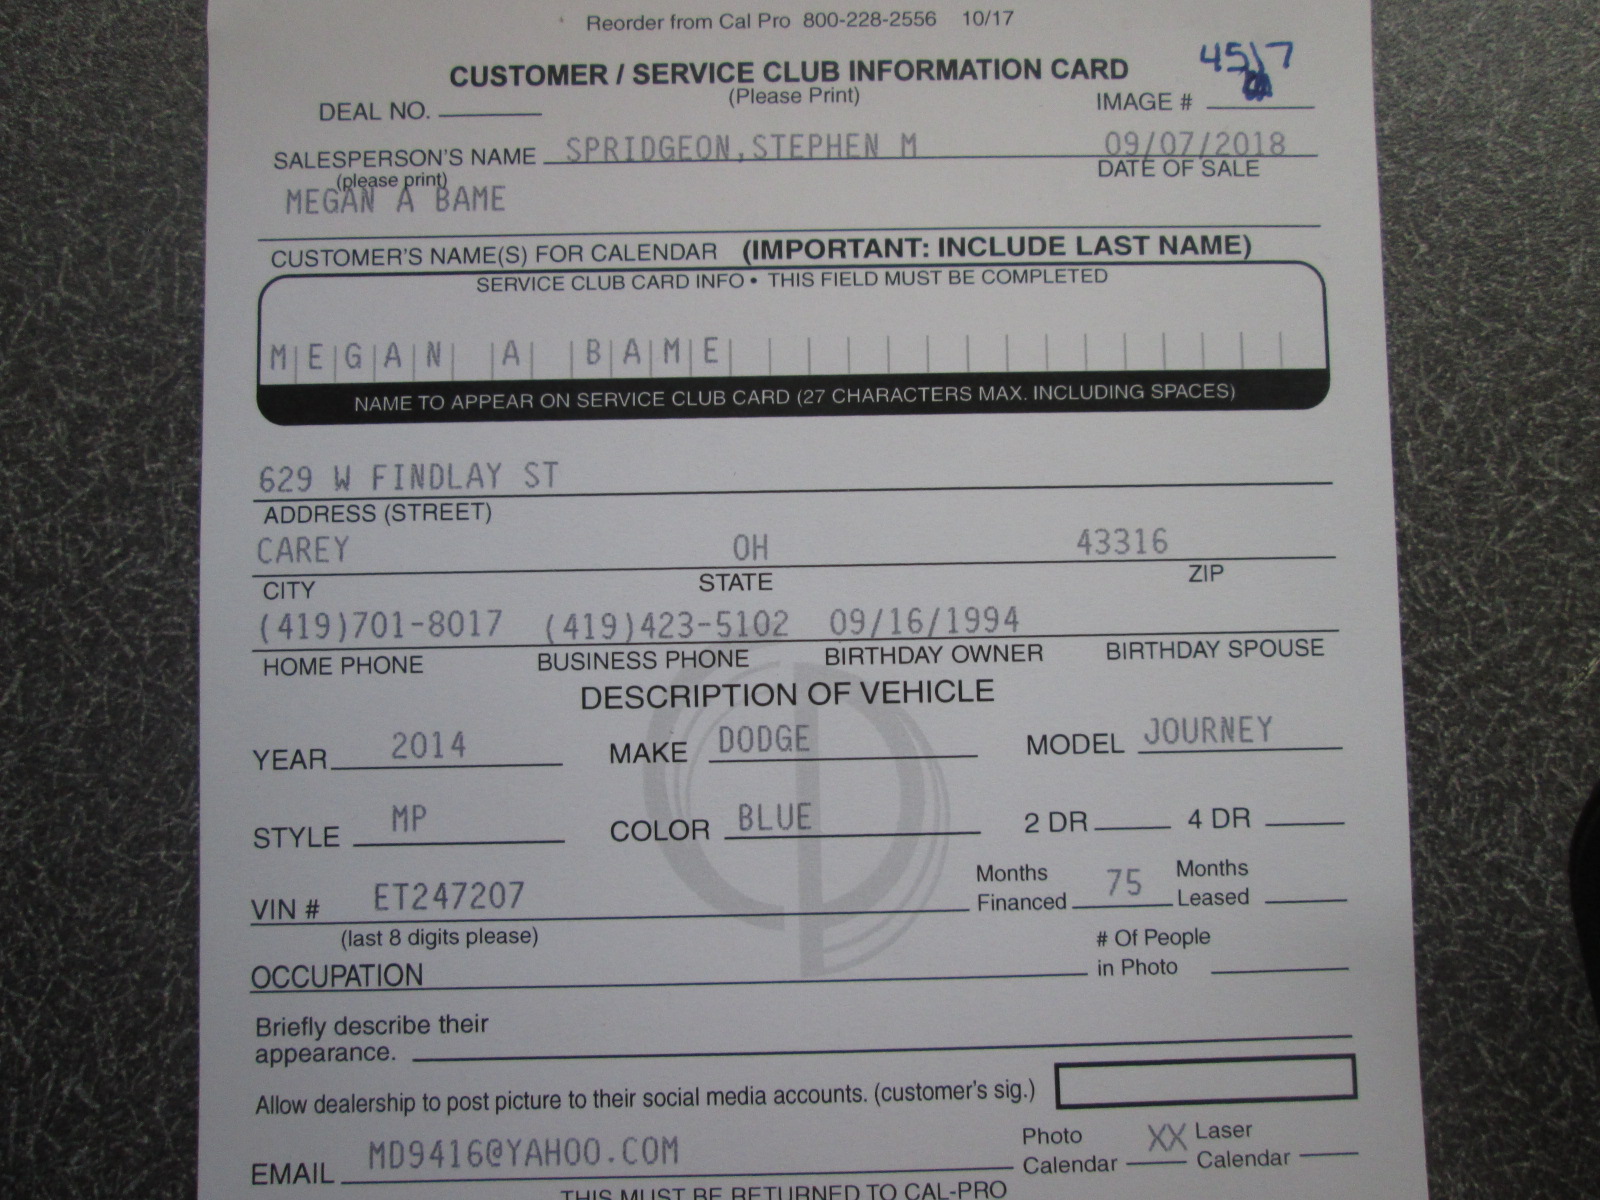 Reorder from Cal Pro 800-228-2556 10/17
CUSTOMER / SERVICE CLUB INFORMATION CARD
(Please Print)
4517
DEAL NO.
IMAGE #
SALESPERSON'S NAME SPRIDGEON,STEPHEN M 09/07/2018
(please print) DATE OF SALE
MEGAN A BAME
CUSTOMER'S NAME(S) FOR CALENDAR (IMPORTANT: INCLUDE LAST NAME)
SERVICE CLUB CARD INFO • THIS FIELD MUST BE COMPLETED
MEGAN A BAME
NAME TO APPEAR ON SERVICE CLUB CARD (27 CHARACTERS MAX. INCLUDING SPACES)
629 W FINDLAY ST
ADDRESS (STREET)
CAREY OH 43316
CITY STATE ZIP
(419)701-8017 (419)423-5102 09/16/1994
HOME PHONE BUSINESS PHONE BIRTHDAY OWNER BIRTHDAY SPOUSE
DESCRIPTION OF VEHICLE
YEAR 2014 MAKE DODGE MODEL JOURNEY
STYLE MP COLOR BLUE 2 DR 4 DR
VIN # ET247207 Months Financed 75 Months Leased
(last 8 digits please)
OCCUPATION # Of People in Photo
Briefly describe their
appearance.
Allow dealership to post picture to their social media accounts. (customer's sig.)
EMAIL MD9416@YAHOO.COM Photo Calendar XX Laser Calendar
THIS MUST BE RETURNED TO CAL-PRO